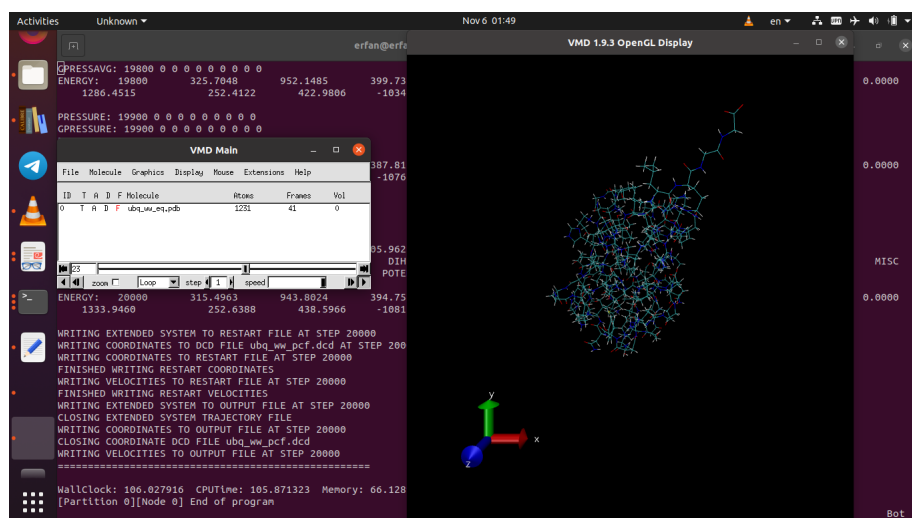 Activities Unknown Nov 6 01:49 en
erfan@erfa
GPRESSAVG: 19800 0 0 0 0 0 0 0 0 0
ENERGY: 19800 325.7048 952.1485 399.73 0.0000
1286.4515 252.4122 422.9806 -1034
PRESSURE: 19900 0 0 0 0 0 0 0 0 0
GPRESSURE: 19900 0 0 0 0 0 0 0 0 0
VMD Main
387.81 0.0000
-1076
File Molecule Graphics Display Mouse Extensions Help
ID T A D F Molecule Atoms Frames Vol
0 T A D F ubq_ww_eq.pdb 1231 41 0
05.962
DIH MISC
POTE
23
zoom Loop step 1 speed
ENERGY: 20000 315.4963 943.8024 394.75 0.0000
1333.9460 252.6388 438.5966 -1081
WRITING EXTENDED SYSTEM TO RESTART FILE AT STEP 20000
WRITING COORDINATES TO DCD FILE ubq_ww_pcf.dcd AT STEP 200
WRITING COORDINATES TO RESTART FILE AT STEP 20000
FINISHED WRITING RESTART COORDINATES
WRITING VELOCITIES TO RESTART FILE AT STEP 20000
FINISHED WRITING RESTART VELOCITIES
WRITING EXTENDED SYSTEM TO OUTPUT FILE AT STEP 20000
CLOSING EXTENDED SYSTEM TRAJECTORY FILE
WRITING COORDINATES TO OUTPUT FILE AT STEP 20000
CLOSING COORDINATE DCD FILE ubq_ww_pcf.dcd
WRITING VELOCITIES TO OUTPUT FILE AT STEP 20000
====================================================
WallClock: 106.027916 CPUTime: 105.871323 Memory: 66.128
[Partition 0][Node 0] End of program
Bot
VMD 1.9.3 OpenGL Display
y
x
z